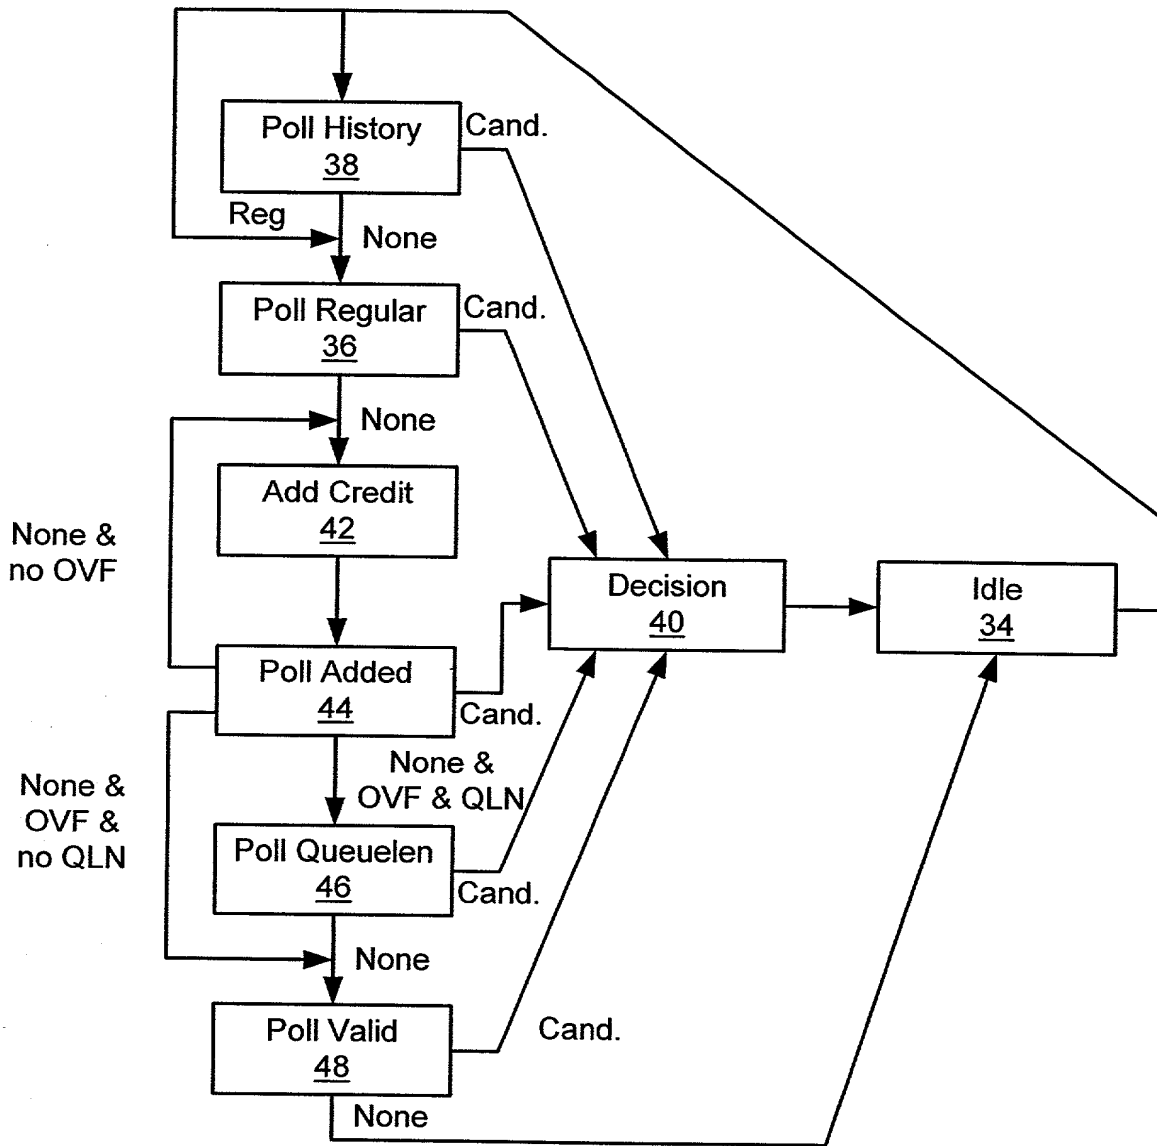 Poll History
38
Cand.
Reg
None
Poll Regular
36
Cand.
None
Add Credit
42
None &
no OVF
Decision
40
Idle
34
Poll Added
44
Cand.
None &
OVF & QLN
None &
OVF &
no QLN
Poll Queuelen
46
Cand.
None
Poll Valid
48
Cand.
None